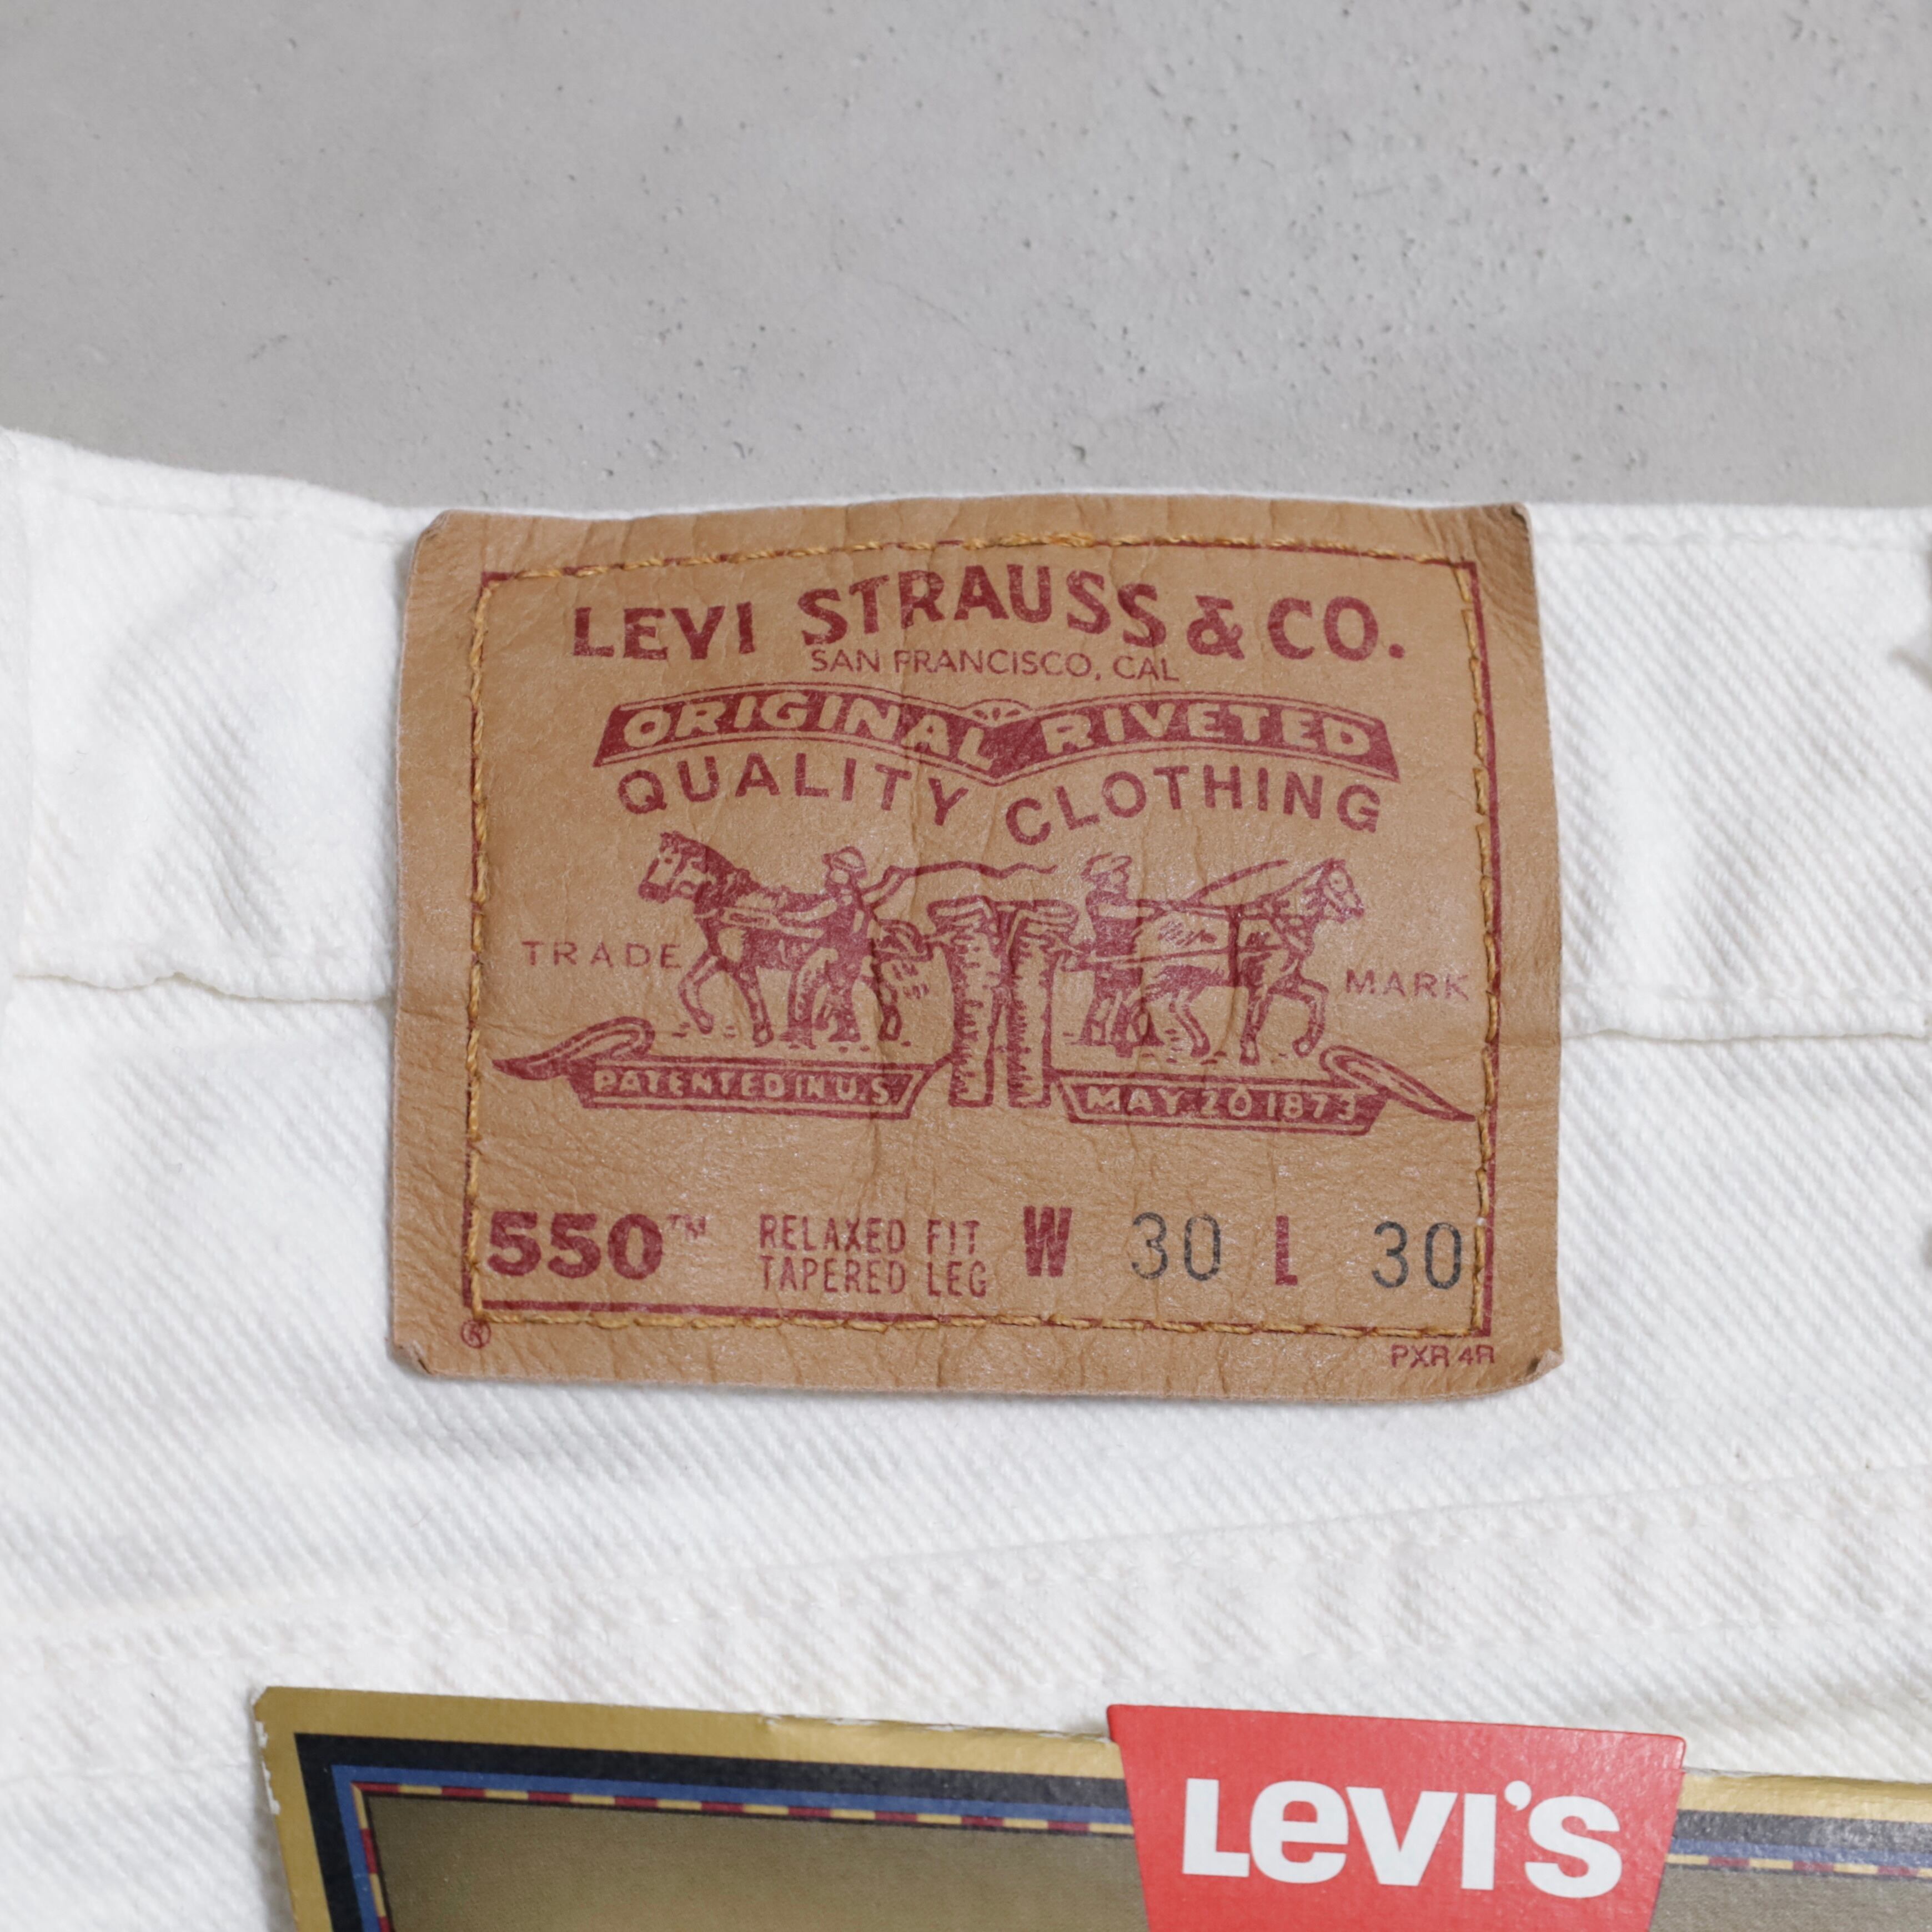 LEVI STRAUSS & CO.
SAN FRANCISCO, CAL
ORIGINAL RIVETED
QUALITY CLOTHING
TRADE MARK
PATENTED IN U.S. MAY 20 1873
550™ RELAXED FIT W 30 L 30
TAPERED LEG
®
PXR 4R
LEVI'S